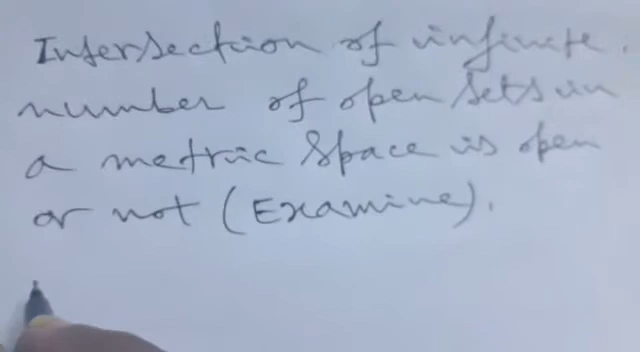 Intersection of infinite
number of open sets in
a metric space is open
or not (Examine).